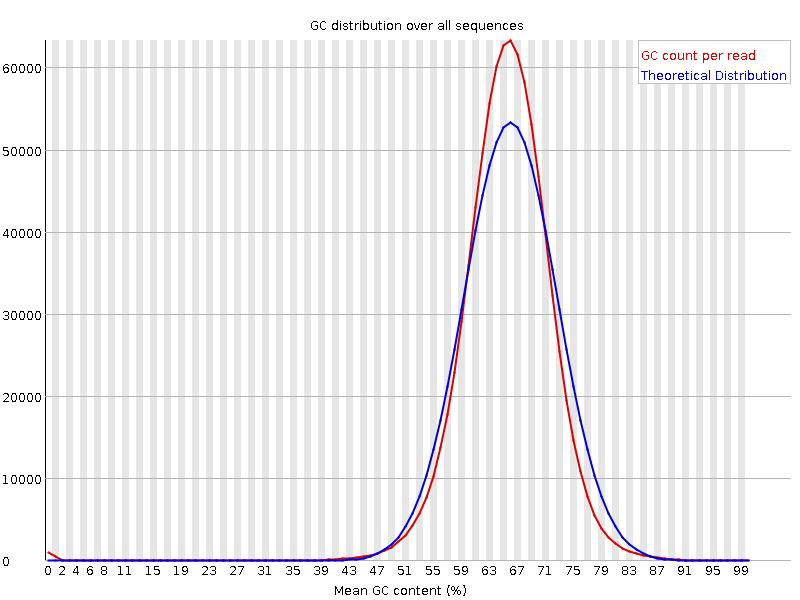 GC distribution over all sequences
GC count per read
Theoretical Distribution
60000
50000
40000
30000
20000
10000
0
0 2 4 6 8 11 15 19 23 27 31 35 39 43 47 51 55 59 63 67 71 75 79 83 87 91 95 99
Mean GC content (%)